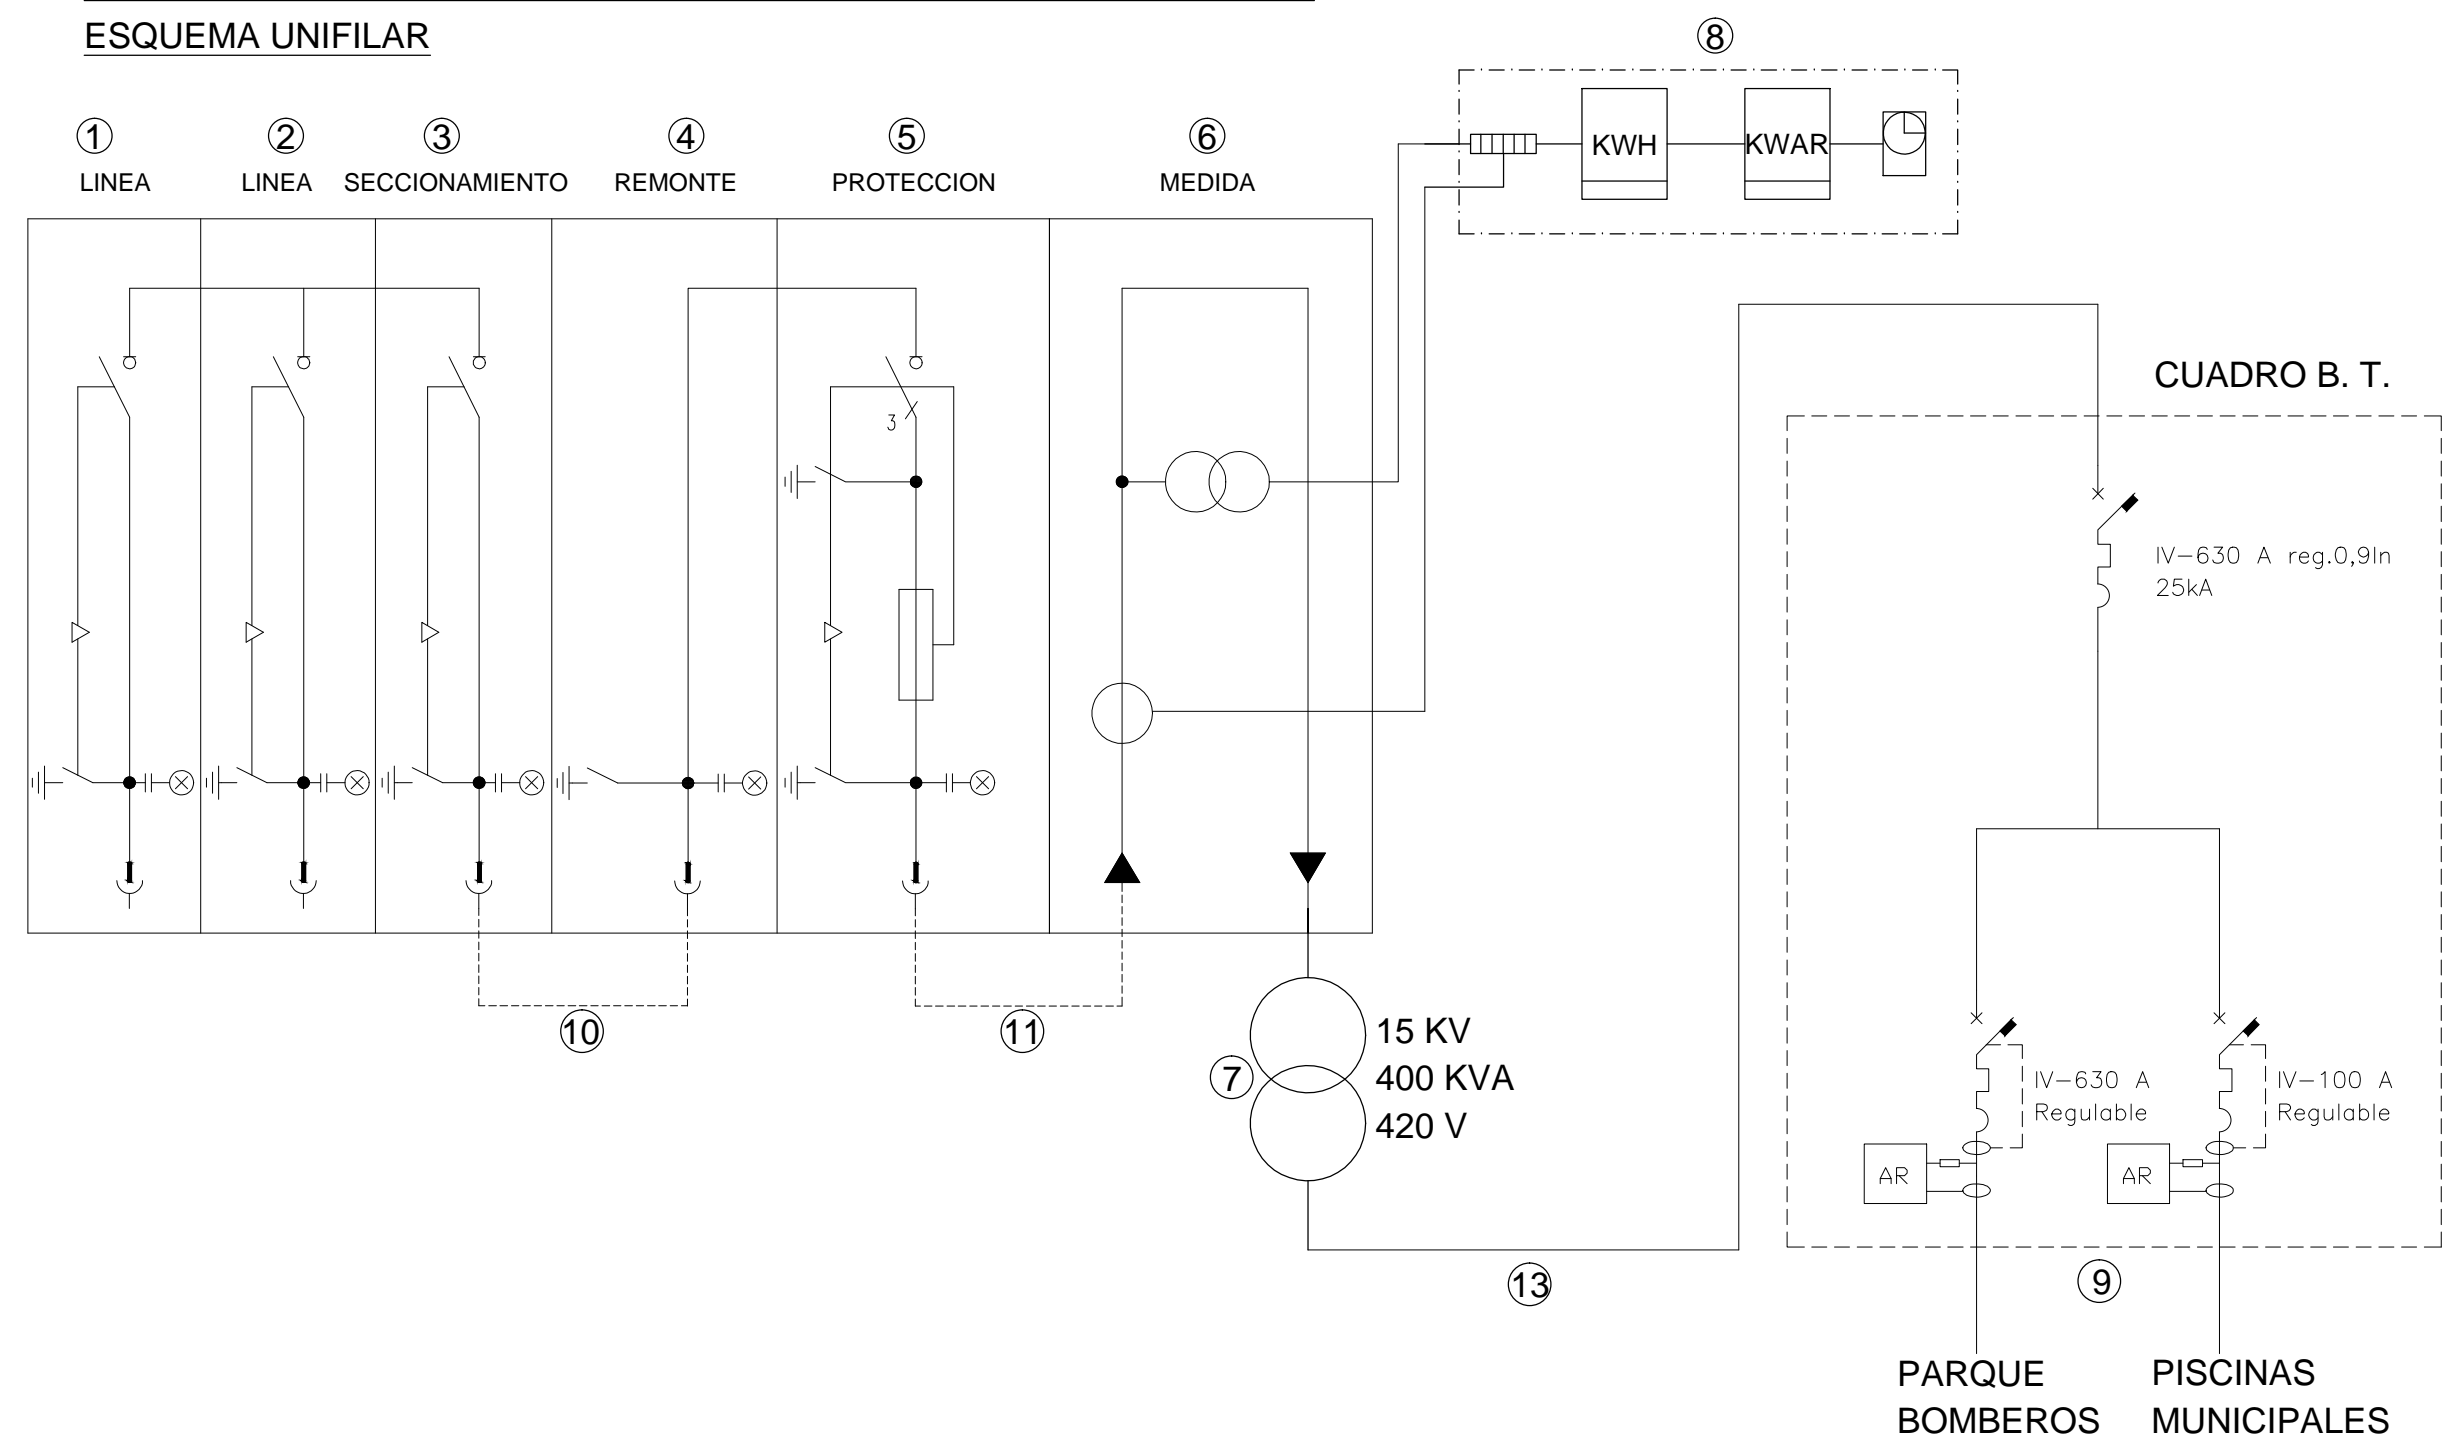 ESQUEMA UNIFILAR
8
1
2
3
4
5
6
LINEA
LINEA
SECCIONAMIENTO
REMONTE
PROTECCION
MEDIDA
KWH
KWAR
CUADRO B. T.
3
IV-630 A reg.0,9In
25kA
10
11
7
15 KV
400 KVA
420 V
IV-630 A
Regulable
IV-100 A
Regulable
AR
AR
13
9
PARQUE
BOMBEROS
PISCINAS
MUNICIPALES